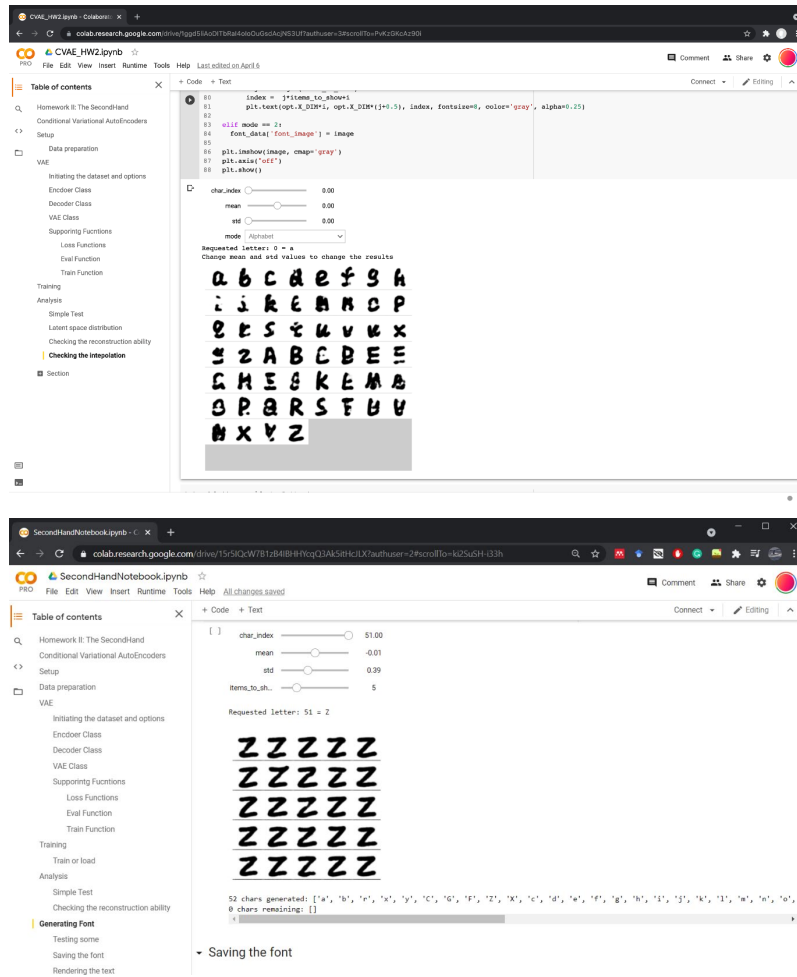 CVAE_HW2.ipynb - Colaborato
colab.research.google.com/drive/1ggd5IiAoOITbRal4oIoOuGsdAcjNS3Uf?authuser=3#scrollTo=PvKzGKcAz90i
CVAE_HW2.ipynb
PRO
File Edit View Insert Runtime Tools Help Last edited on April 6
Comment Share
Table of contents
+ Code + Text
Connect Editing
Homework II: The SecondHand
Conditional Variational AutoEncoders
Setup
Data preparation
VAE
Initiating the dataset and options
Encdoer Class
Decoder Class
VAE Class
Supporintg Fucntions
Loss Functions
Eval Function
Train Function
Training
Analysis
Simple Test
Latent space distribution
Checking the reconstruction ability
Checking the intepolation
Section
80 index = j*items_to_show+i
81 plt.text(opt.X_DIM*i, opt.X_DIM*(j+0.5), index, fontsize=8, color='gray', alpha=0.25)
82
83 elif mode == 2:
84 font_data['font_image'] = image
85
86 plt.imshow(image, cmap='gray')
87 plt.axis("off")
88 plt.show()
char_index 0.00
mean 0.00
std 0.00
mode Alphabet
Requested letter: 0 = a
Change mean and std values to change the results
a b c d e f g h
i j k l m n o p
q r s t u v w x
y z A B C D E F
G H I J K L M N
O P Q R S T U V
W X Y Z
SecondHandNotebook.ipynb - C
colab.research.google.com/drive/15r5IQcW7B1zB4IBHHYcqQ3Ak5itHcJLX?authuser=2#scrollTo=ki2SuSH-i33h
SecondHandNotebook.ipynb
PRO
File Edit View Insert Runtime Tools Help All changes saved
Comment Share
Table of contents
+ Code + Text
Connect Editing
Homework II: The SecondHand
Conditional Variational AutoEncoders
Setup
Data preparation
VAE
Initiating the dataset and options
Encdoer Class
Decoder Class
VAE Class
Supporintg Fucntions
Loss Functions
Eval Function
Train Function
Training
Train or load
Analysis
Simple Test
Checking the reconstruction ability
Generating Font
Testing some
Saving the font
Rendering the text
[ ] char_index 51.00
mean -0.01
std 0.39
items_to_sh... 5
Requested letter: 51 = Z
Z Z Z Z Z
Z Z Z Z Z
Z Z Z Z Z
Z Z Z Z Z
Z Z Z Z Z
52 chars generated: ['a', 'b', 'r', 'x', 'y', 'C', 'G', 'F', 'Z', 'X', 'c', 'd', 'e', 'f', 'g', 'h', 'i', 'j', 'k', 'l', 'm', 'n', 'o',
0 chars remaining: []
Saving the font